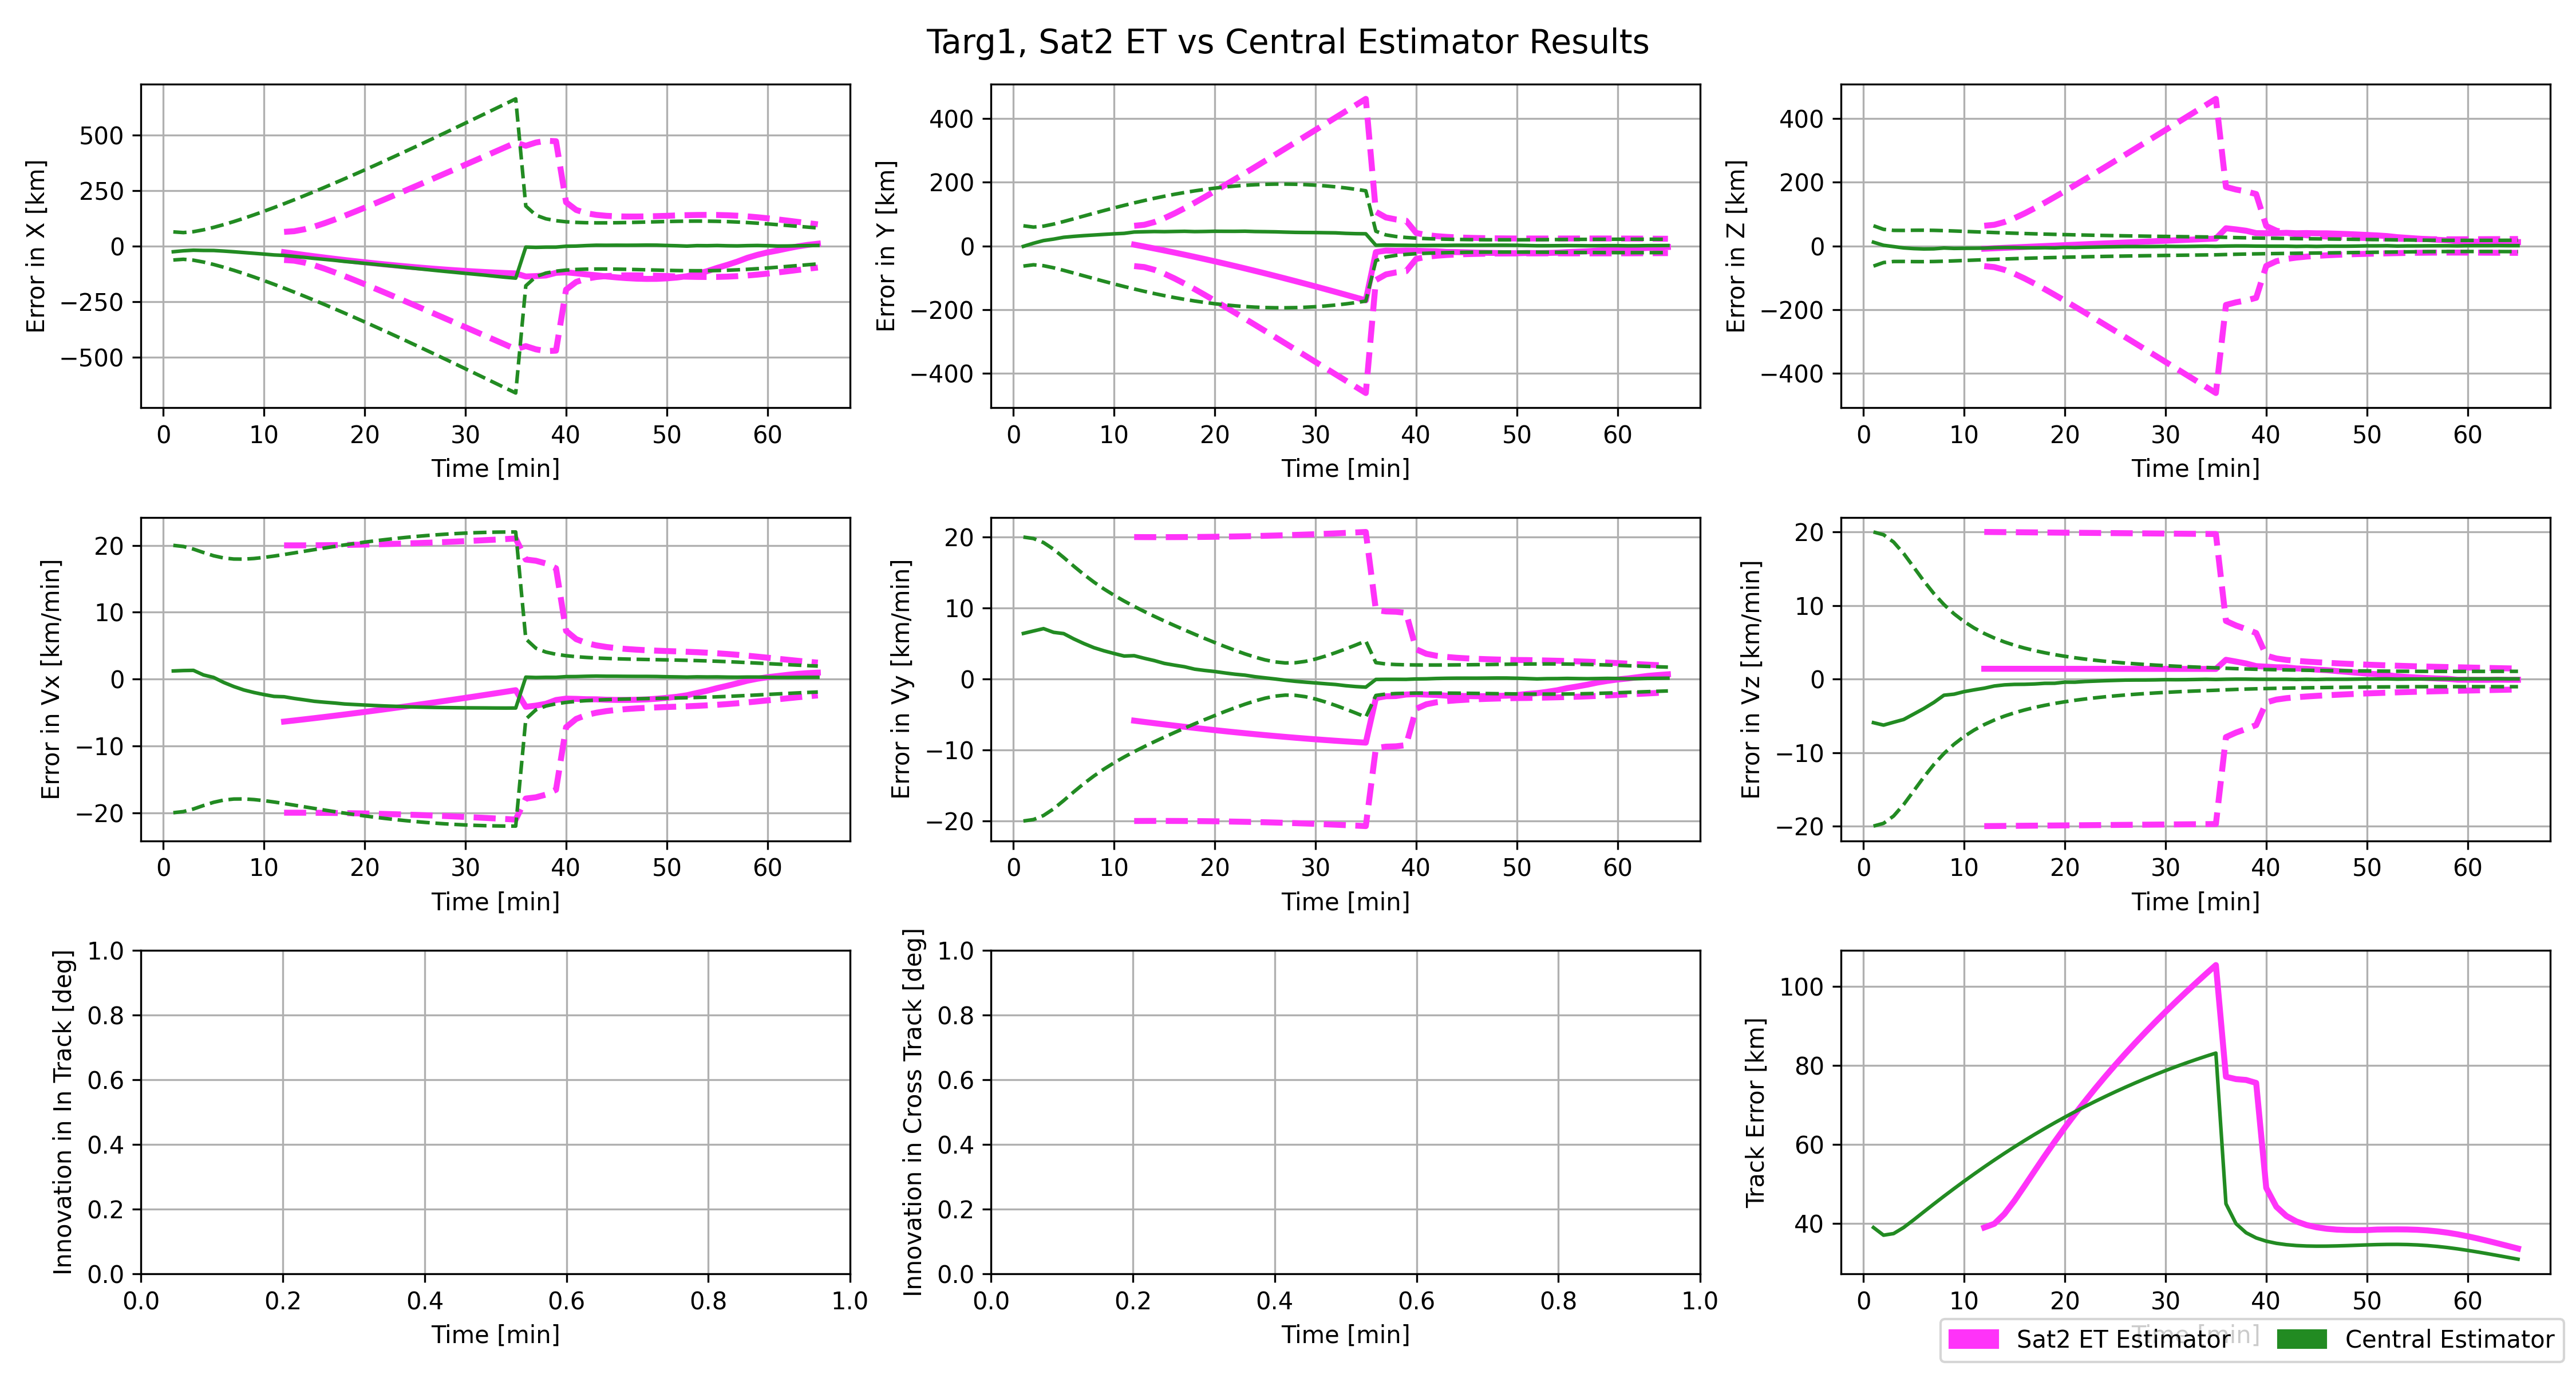 Targ1, Sat2 ET vs Central Estimator Results
Error in X [km]
500
250
0
−250
−500
0 10 20 30 40 50 60
Time [min]
Error in Y [km]
400
200
0
−200
−400
0 10 20 30 40 50 60
Time [min]
Error in Z [km]
400
200
0
−200
−400
0 10 20 30 40 50 60
Time [min]
Error in Vx [km/min]
20
10
0
−10
−20
0 10 20 30 40 50 60
Time [min]
Error in Vy [km/min]
20
10
0
−10
−20
0 10 20 30 40 50 60
Time [min]
Error in Vz [km/min]
20
10
0
−10
−20
0 10 20 30 40 50 60
Time [min]
Innovation in In Track [deg]
1.0
0.8
0.6
0.4
0.2
0.0
0.0 0.2 0.4 0.6 0.8 1.0
Time [min]
Innovation in Cross Track [deg]
1.0
0.8
0.6
0.4
0.2
0.0
0.0 0.2 0.4 0.6 0.8 1.0
Time [min]
Track Error [km]
100
80
60
40
0 10 20 30 40 50 60
Time [min]
Sat2 ET Estimator Central Estimator